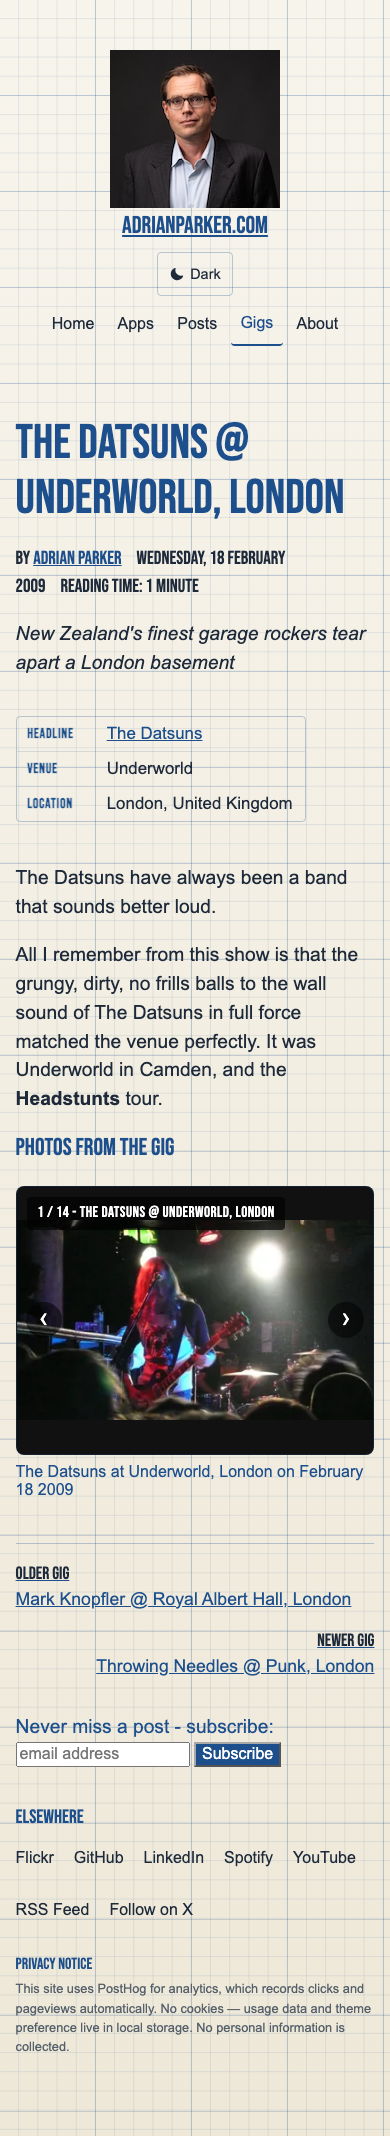 ADRIANPARKER.COM
Dark
Home Apps Posts Gigs About
THE DATSUNS @
UNDERWORLD, LONDON
BY ADRIAN PARKER WEDNESDAY, 18 FEBRUARY
2009 READING TIME: 1 MINUTE
New Zealand's finest garage rockers tear
apart a London basement
HEADLINE The Datsuns
VENUE Underworld
LOCATION London, United Kingdom
The Datsuns have always been a band
that sounds better loud.
All I remember from this show is that the
grungy, dirty, no frills balls to the wall
sound of The Datsuns in full force
matched the venue perfectly. It was
Underworld in Camden, and the
Headstunts tour.
PHOTOS FROM THE GIG
1 / 14 - THE DATSUNS @ UNDERWORLD, LONDON
The Datsuns at Underworld, London on February
18 2009
OLDER GIG
Mark Knopfler @ Royal Albert Hall, London
NEWER GIG
Throwing Needles @ Punk, London
Never miss a post - subscribe:
email address Subscribe
ELSEWHERE
Flickr GitHub LinkedIn Spotify YouTube
RSS Feed Follow on X
PRIVACY NOTICE
This site uses PostHog for analytics, which records clicks and
pageviews automatically. No cookies — usage data and theme
preference live in local storage. No personal information is
collected.